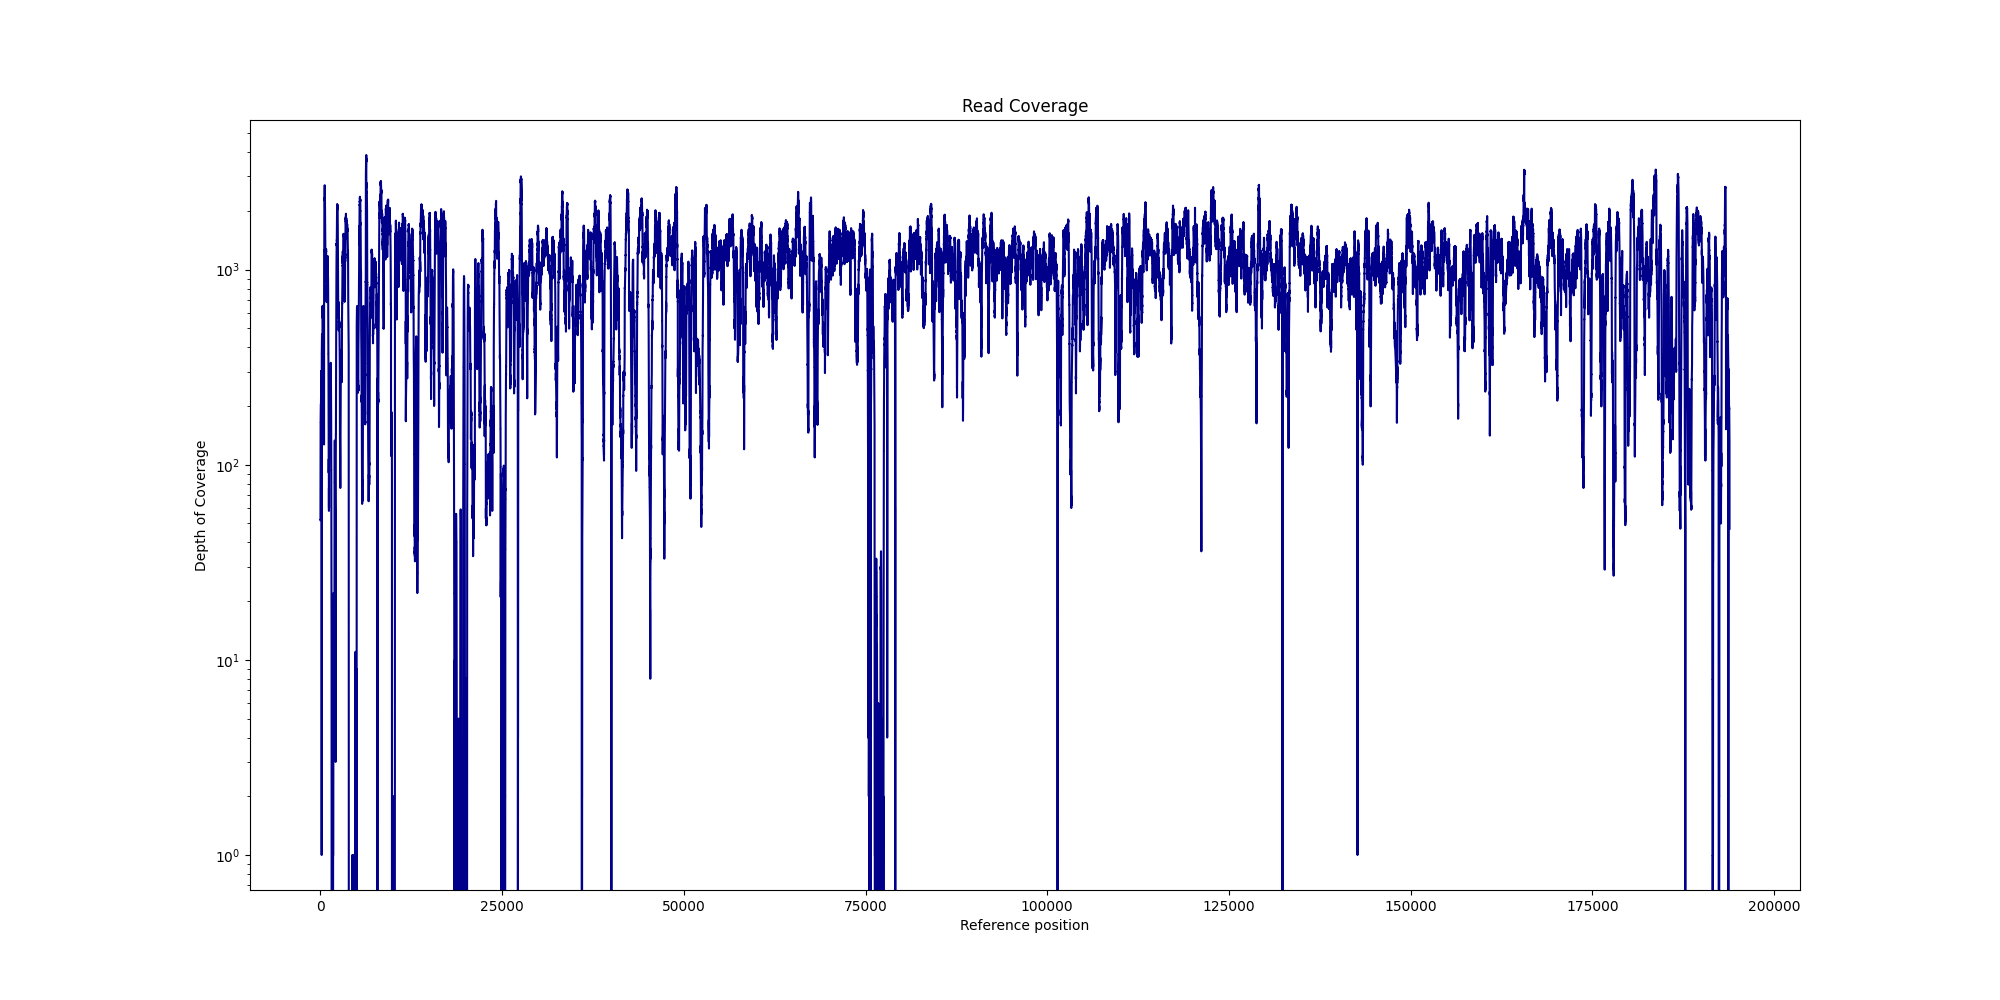 Read Coverage
Depth of Coverage
10³
10²
10¹
10⁰
0 25000 50000 75000 100000 125000 150000 175000 200000
Reference position